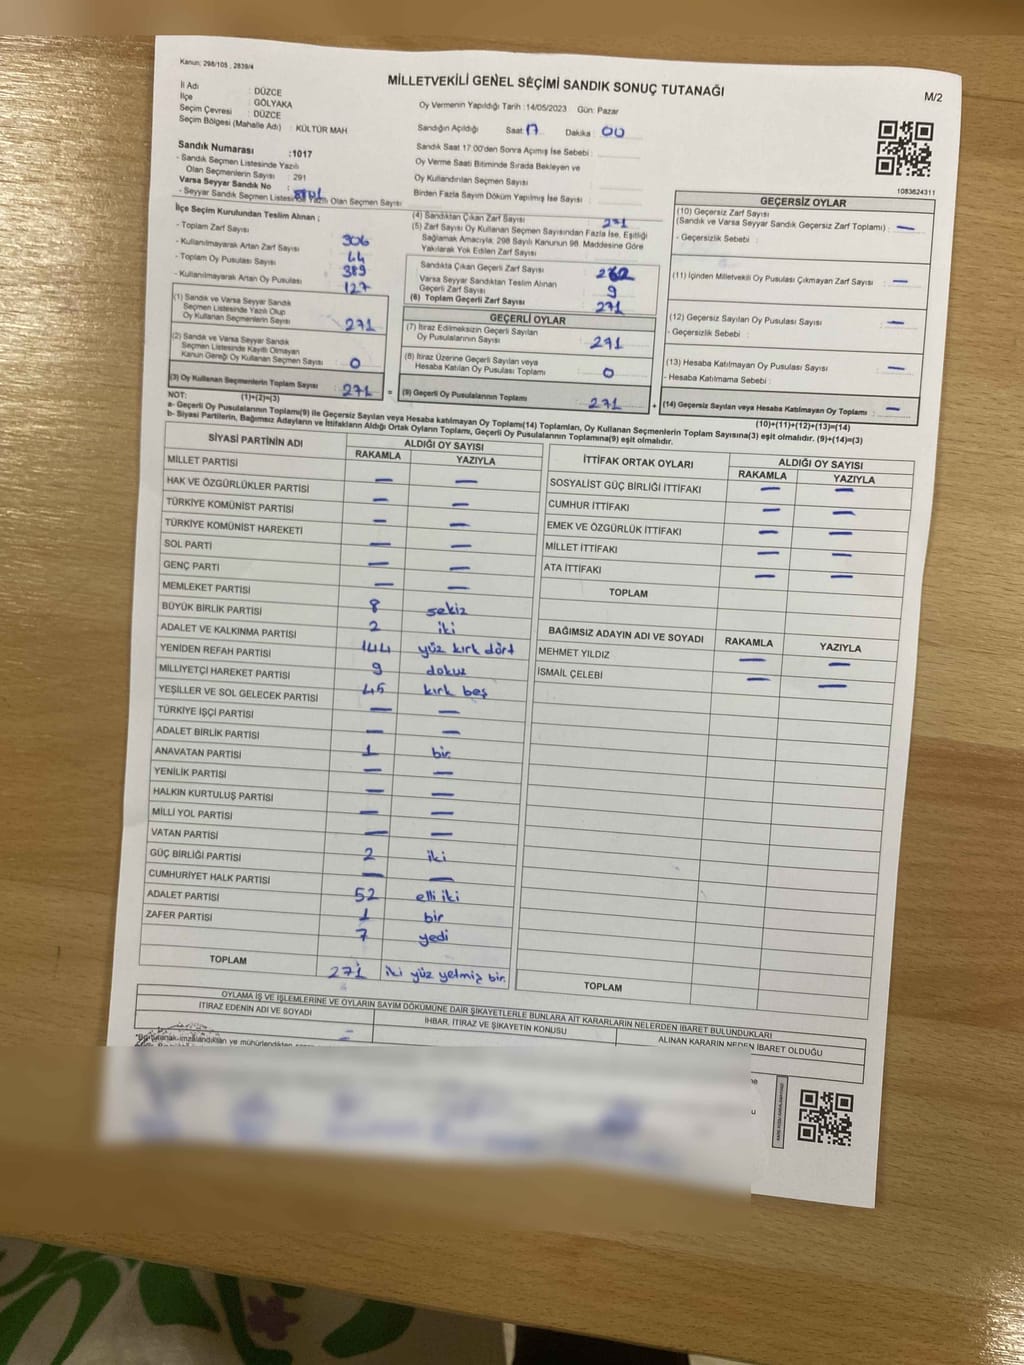 Kanun; 298/105 , 2839/4
MİLLETVEKİLİ GENEL SEÇİMİ SANDIK SONUÇ TUTANAĞI
M/2
İl Adı : DÜZCE
İlçe : GÖLYAKA
Seçim Çevresi : DÜZCE
Seçim Bölgesi (Mahalle Adı) : KÜLTÜR MAH
Sandık Numarası :1017
- Sandık Seçmen Listesinde Yazılı
Olan Seçmenlerin Sayısı : 291
Varsa Seyyar Sandık No :
- Seyyar Sandık Seçmen Listesinde Yazılı Olan Seçmen Sayısı
Oy Vermenin Yapıldığı Tarih :14/05/2023 Gün: Pazar
Sandığın Açıldığı Saat 17 Dakika : 00
Sandık Saat 17:00'den Sonra Açımış İse Sebebi :
Oy Verme Saati Bitiminde Sırada Bekleyen ve
Oy Kullandırılan Seçmen Sayısı :
Birden Fazla Sayım Döküm Yapılmış İse Sayısı :
1083624311
İlçe Seçim Kurulundan Teslim Alınan ;
- Toplam Zarf Sayısı 306
- Kullanılmayarak Artan Zarf Sayısı 44
- Toplam Oy Pusulası Sayısı 389
- Kullanılmayarak Artan Oy Pusulası 127
(1) Sandık ve Varsa Seyyar Sandık
Seçmen Listesinde Yazılı Olup
Oy Kullanan Seçmenlerin Sayısı 271
(2) Sandık ve Varsa Seyyar Sandık
Seçmen Listesinde Kayıtlı Olmayan
Kanun Gereği Oy Kullanan Seçmen Sayısı 0
(3) Oy Kullanan Seçmenlerin Toplam Sayısı 271 =
(4) Sandıktan Çıkan Zarf Sayısı 271
(5) Zarf Sayısı Oy Kullanan Seçmen Sayısından Fazla İse, Eşitliği
Sağlamak Amacıyla; 298 Sayılı Kanunun 98. Maddesine Göre
Yakılarak Yok Edilen Zarf Sayısı
Sandıkta Çıkan Geçerli Zarf Sayısı 262
Varsa Seyyar Sandıktan Teslim Alınan
Geçerli Zarf Sayısı 9
(6) Toplam Geçerli Zarf Sayısı 271
GEÇERLİ OYLAR
(7) İtiraz Edilmeksizin Geçerli Sayılan
Oy Pusulalarının Sayısı 271
(8) İtiraz Üzerine Geçerli Sayılan veya
Hesaba Katılan Oy Pusulası Toplamı 0
(9) Geçerli Oy Pusulalarının Toplamı 271 +
GEÇERSİZ OYLAR
(10) Geçersiz Zarf Sayısı
(Sandık ve Varsa Seyyar Sandık Geçersiz Zarf Toplamı) : —
- Geçersizlik Sebebi :
(11) İçinden Milletvekili Oy Pusulası Çıkmayan Zarf Sayısı : —
(12) Geçersiz Sayılan Oy Pusulası Sayısı : —
- Geçersizlik Sebebi :
(13) Hesaba Katılmayan Oy Pusulası Sayısı : —
- Hesaba Katılmama Sebebi :
(14) Geçersiz Sayılan veya Hesaba Katılmayan Oy Toplamı : —
NOT: (1)+(2)=(3)
(10)+(11)+(12)+(13)=(14)
a- Geçerli Oy Pusulalarının Toplamı(9) ile Geçersiz Sayılan veya Hesaba katılmayan Oy Toplamı(14) Toplamları, Oy Kullanan Seçmenlerin Toplam Sayısına(3) eşit olmalıdır. (9)+(14)=(3)
b- Siyasi Partilerin, Bağımsız Adayların ve İttifakların Aldığı Ortak Oyların Toplamı, Geçerli Oy Pusulalarının Toplamına(9) eşit olmalıdır.
SİYASİ PARTİNİN ADI ALDIĞI OY SAYISI
RAKAMLA YAZIYLA
MİLLET PARTİSİ — —
HAK VE ÖZGÜRLÜKLER PARTİSİ — —
TÜRKİYE KOMÜNİST PARTİSİ — —
TÜRKİYE KOMÜNİST HAREKETİ — —
SOL PARTİ — —
GENÇ PARTİ — —
MEMLEKET PARTİSİ
BÜYÜK BİRLİK PARTİSİ 8 sekiz
ADALET VE KALKINMA PARTİSİ 2 iki
YENİDEN REFAH PARTİSİ 144 yüz kırk dört
MİLLİYETÇİ HAREKET PARTİSİ 9 dokuz
YEŞİLLER VE SOL GELECEK PARTİSİ 45 kırk beş
TÜRKİYE İŞÇİ PARTİSİ — —
ADALET BİRLİK PARTİSİ — —
ANAVATAN PARTİSİ 1 bir
YENİLİK PARTİSİ — —
HALKIN KURTULUŞ PARTİSİ — —
MİLLİ YOL PARTİSİ — —
VATAN PARTİSİ — —
GÜÇ BİRLİĞİ PARTİSİ 2 iki
CUMHURİYET HALK PARTİSİ — —
ADALET PARTİSİ 52 elli iki
ZAFER PARTİSİ 1 bir
7 yedi
TOPLAM 271 iki yüz yetmiş bir
İTTİFAK ORTAK OYLARI ALDIĞI OY SAYISI
RAKAMLA YAZIYLA
SOSYALİST GÜÇ BİRLİĞİ İTTİFAKI — —
CUMHUR İTTİFAKI — —
EMEK VE ÖZGÜRLÜK İTTİFAKI — —
MİLLET İTTİFAKI — —
ATA İTTİFAKI — —
TOPLAM
BAĞIMSIZ ADAYIN ADI VE SOYADI RAKAMLA YAZIYLA
MEHMET YILDIZ — —
İSMAİL ÇELEBİ — —
TOPLAM
OYLAMA İŞ VE İŞLEMLERİNE VE OYLARIN SAYIM DÖKÜMÜNE DAİR ŞİKAYETLERLE BUNLARA AİT KARARLARIN NELERDEN İBARET BULUNDUKLARI
İTİRAZ EDENİN ADI VE SOYADI İHBAR, İTİRAZ VE ŞİKAYETİN KONUSU ALINAN KARARIN NEDEN İBARET OLDUĞU